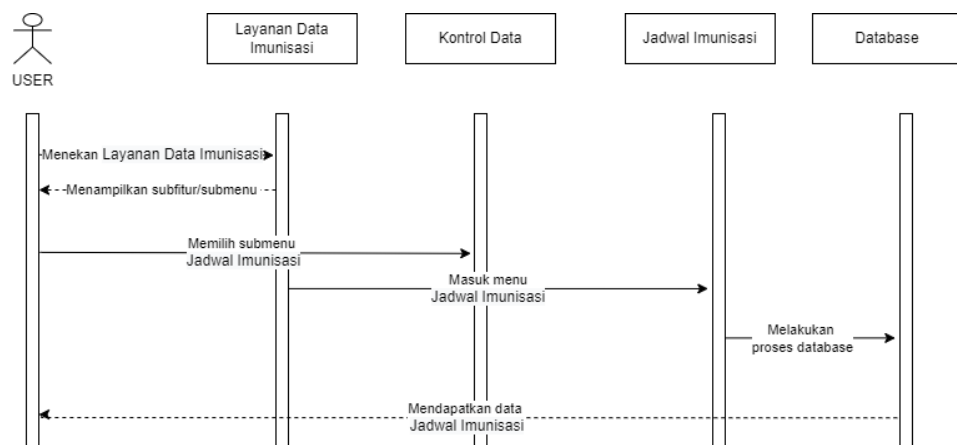 USER
Layanan Data
Imunisasi
Kontrol Data
Jadwal Imunisasi
Database
Menekan Layanan Data Imunisasi
Menampilkan subfitur/submenu
Memilih submenu
Jadwal Imunisasi
Masuk menu
Jadwal Imunisasi
Melakukan
proses database
Mendapatkan data
Jadwal Imunisasi